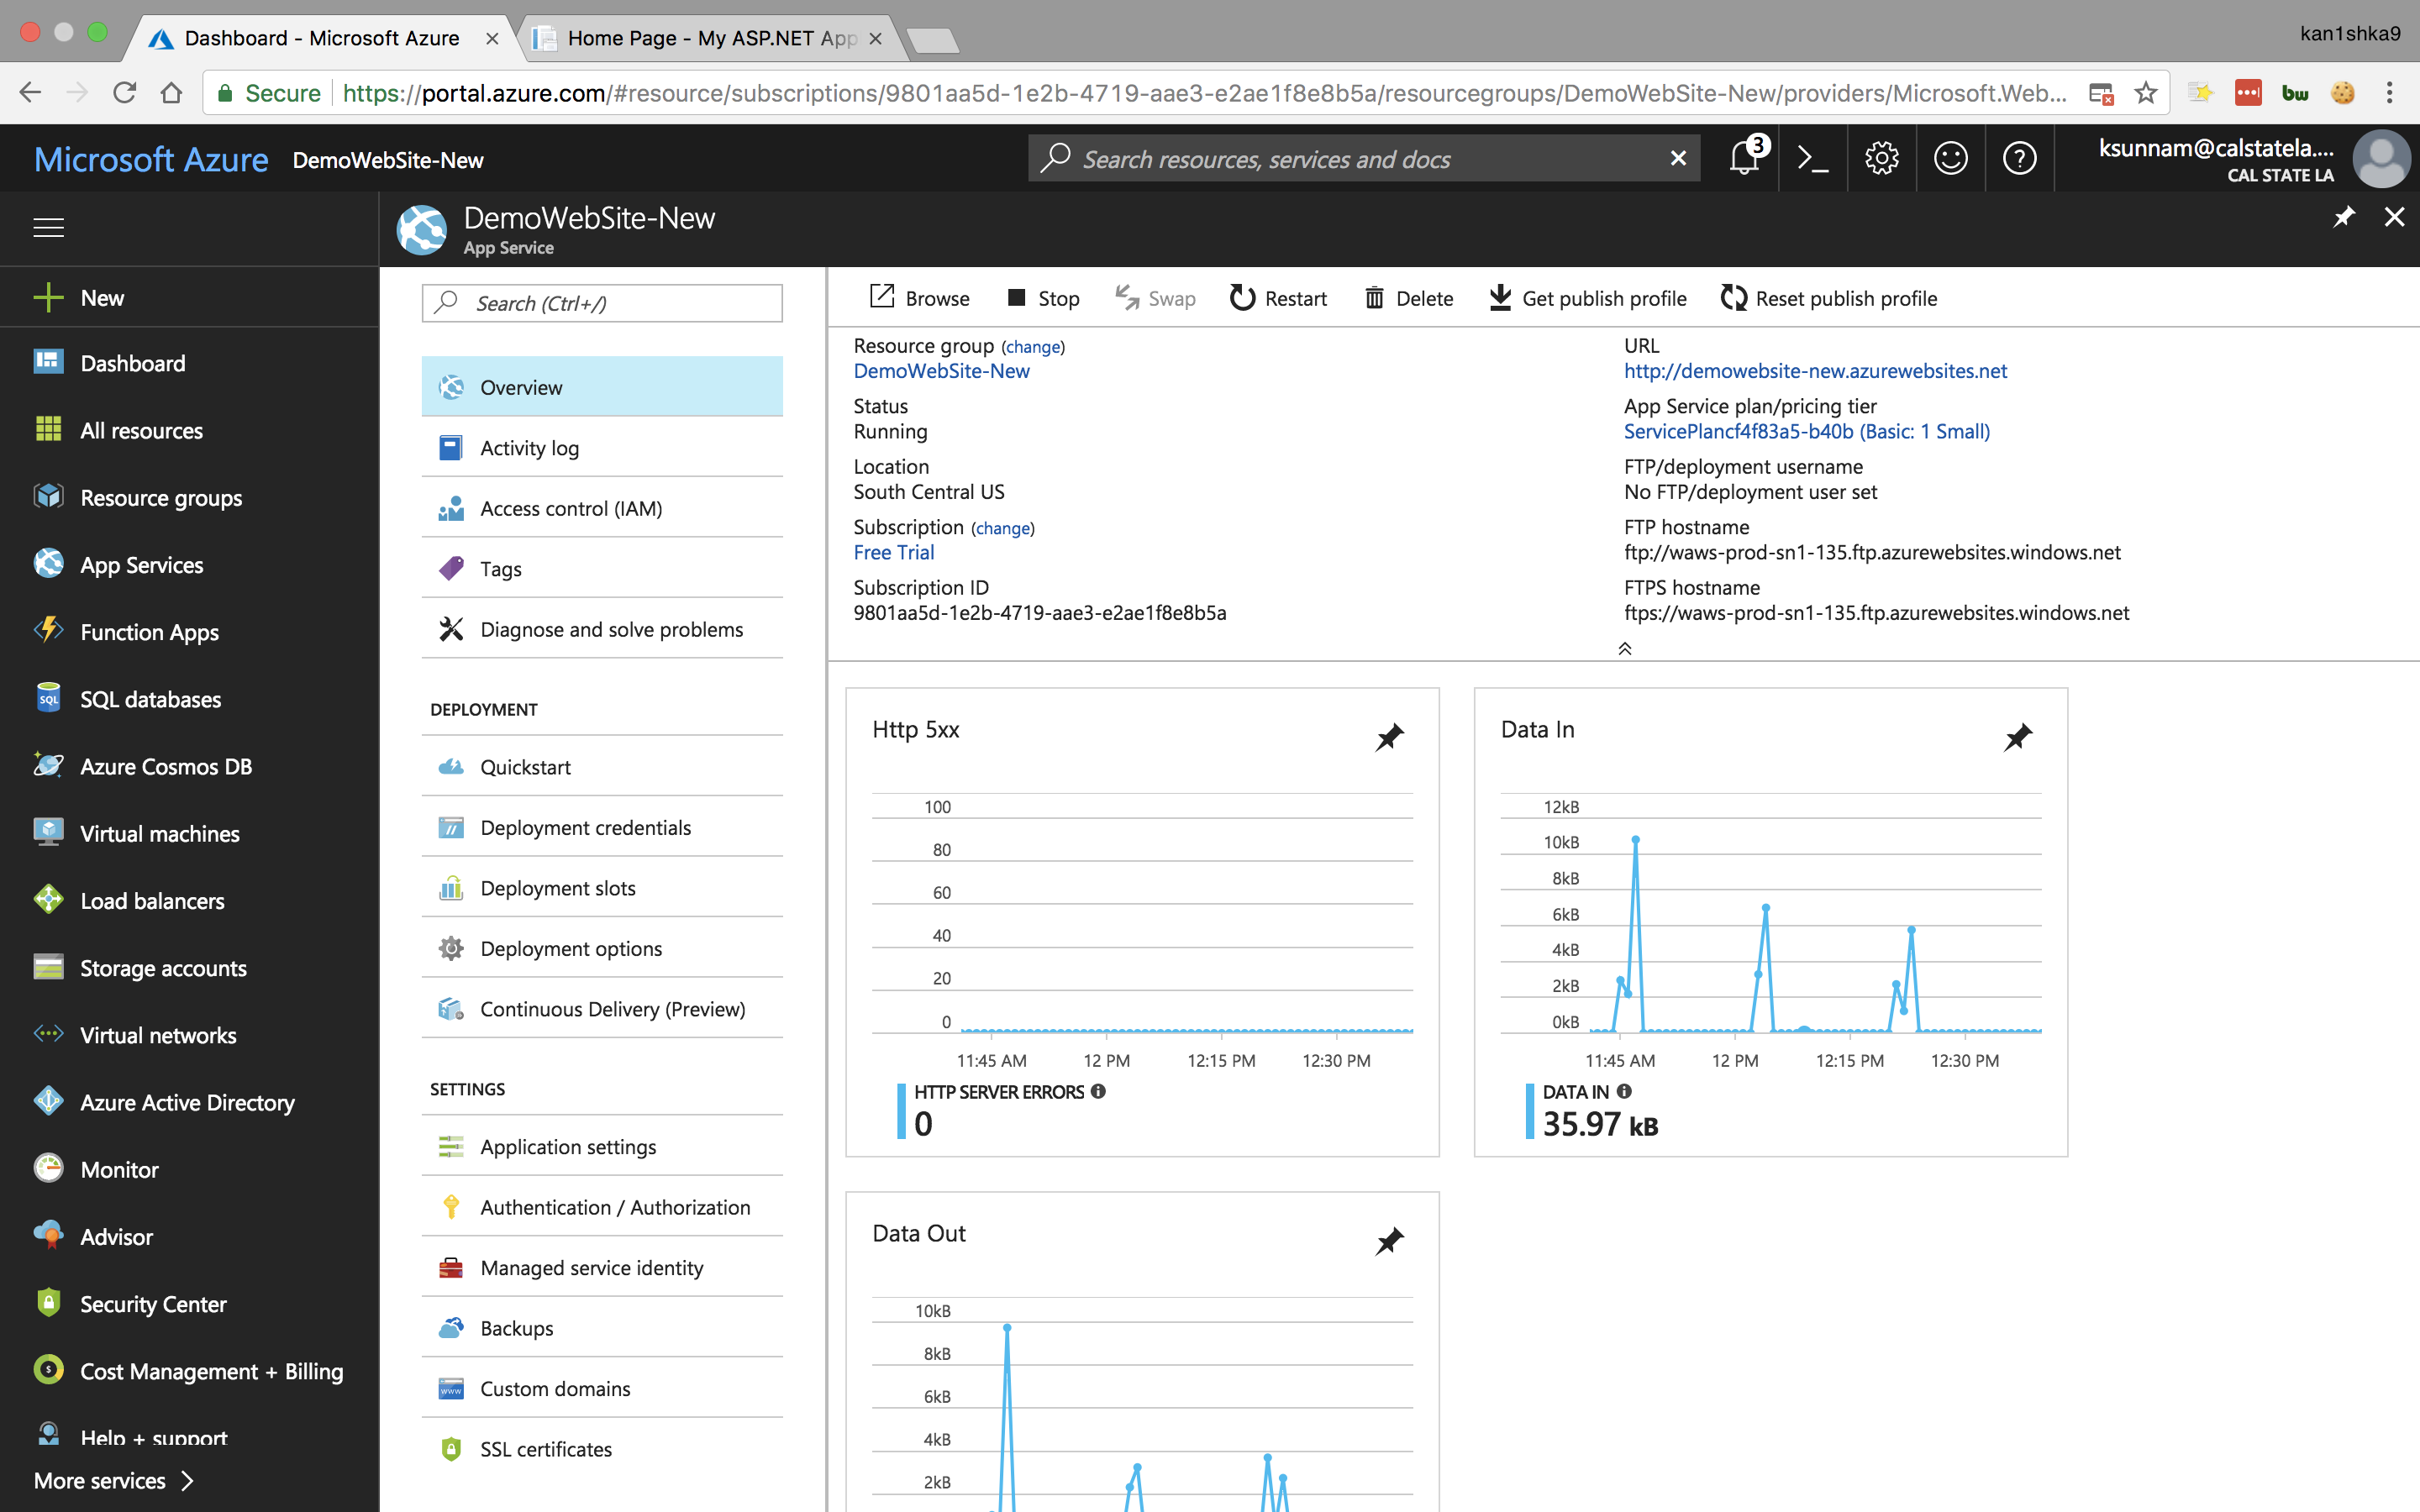 Dashboard - Microsoft Azure
Home Page - My ASP.NET App
kan1shka9
Secure
https://portal.azure.com/#resource/subscriptions/9801aa5d-1e2b-4719-aae3-e2ae1f8e8b5a/resourcegroups/DemoWebSite-New/providers/Microsoft.Web...
bw
Microsoft Azure
DemoWebSite-New
Search resources, services and docs
3
ksunnam@calstatela....
CAL STATE LA
DemoWebSite-New
App Service
New
Dashboard
All resources
Resource groups
App Services
Function Apps
SQL
SQL databases
Azure Cosmos DB
Virtual machines
Load balancers
Storage accounts
Virtual networks
Azure Active Directory
Monitor
Advisor
Security Center
Cost Management + Billing
Help + support
More services
Search (Ctrl+/)
Overview
Activity log
Access control (IAM)
Tags
Diagnose and solve problems
DEPLOYMENT
Quickstart
Deployment credentials
Deployment slots
Deployment options
Continuous Delivery (Preview)
SETTINGS
Application settings
Authentication / Authorization
Managed service identity
Backups
www
Custom domains
SSL certificates
Browse
Stop
Swap
Restart
Delete
Get publish profile
Reset publish profile
Resource group (change)
DemoWebSite-New
Status
Running
Location
South Central US
Subscription (change)
Free Trial
Subscription ID
9801aa5d-1e2b-4719-aae3-e2ae1f8e8b5a
URL
http://demowebsite-new.azurewebsites.net
App Service plan/pricing tier
ServicePlancf4f83a5-b40b (Basic: 1 Small)
FTP/deployment username
No FTP/deployment user set
FTP hostname
ftp://waws-prod-sn1-135.ftp.azurewebsites.windows.net
FTPS hostname
ftps://waws-prod-sn1-135.ftp.azurewebsites.windows.net
Http 5xx
100
80
60
40
20
0
11:45 AM 12 PM 12:15 PM 12:30 PM
HTTP SERVER ERRORS
0
Data In
12kB
10kB
8kB
6kB
4kB
2kB
0kB
11:45 AM 12 PM 12:15 PM 12:30 PM
DATA IN
35.97 kB
Data Out
10kB
8kB
6kB
4kB
2kB